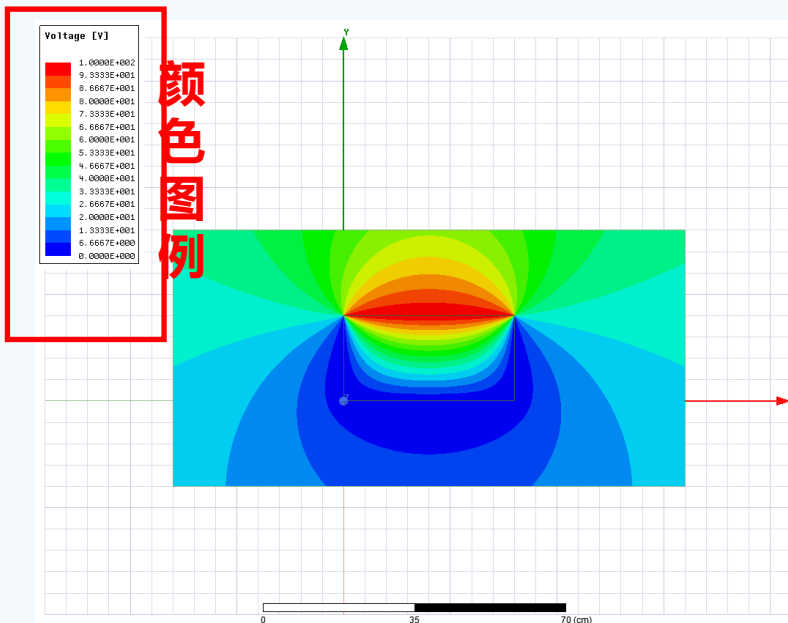 Voltage [V]
1.0000E+002
9.3333E+001
8.6667E+001
8.0000E+001
7.3333E+001
6.6667E+001
6.0000E+001
5.3333E+001
4.6667E+001
4.0000E+001
3.3333E+001
2.6667E+001
2.0000E+001
1.3333E+001
6.6667E+000
0.0000E+000
颜色图例
Y
0 35 70 (cm)